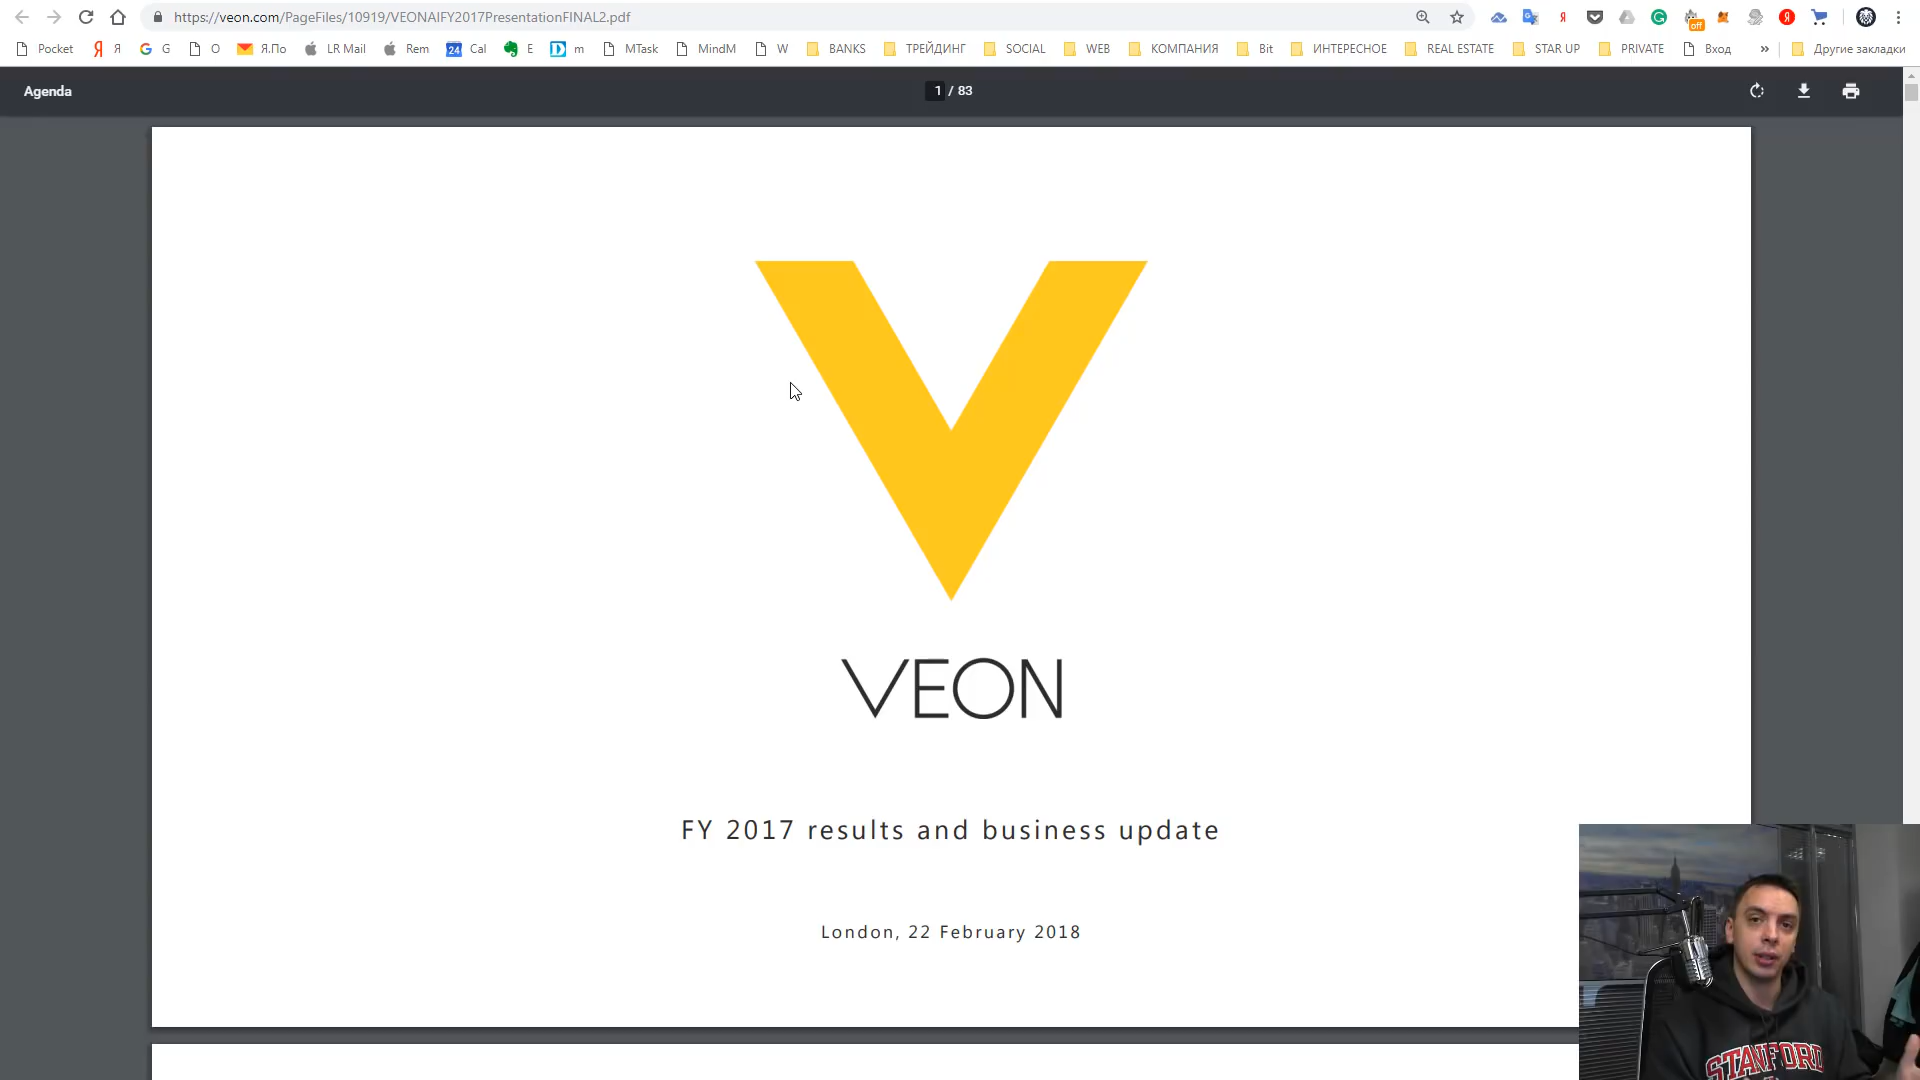 https://veon.com/PageFiles/10919/VEONAIFY2017PresentationFINAL2.pdf
off
Pocket Я Я G G O Я.По LR Mail Rem 24 Cal E D m MTask MindM W BANKS ТРЕЙДИНГ SOCIAL WEB КОМПАНИЯ Bit ИНТЕРЕСНОЕ REAL ESTATE STAR UP PRIVATE Вход » Другие закладки
Agenda 1 / 83
VEON
FY 2017 results and business update
London, 22 February 2018
STANFORD